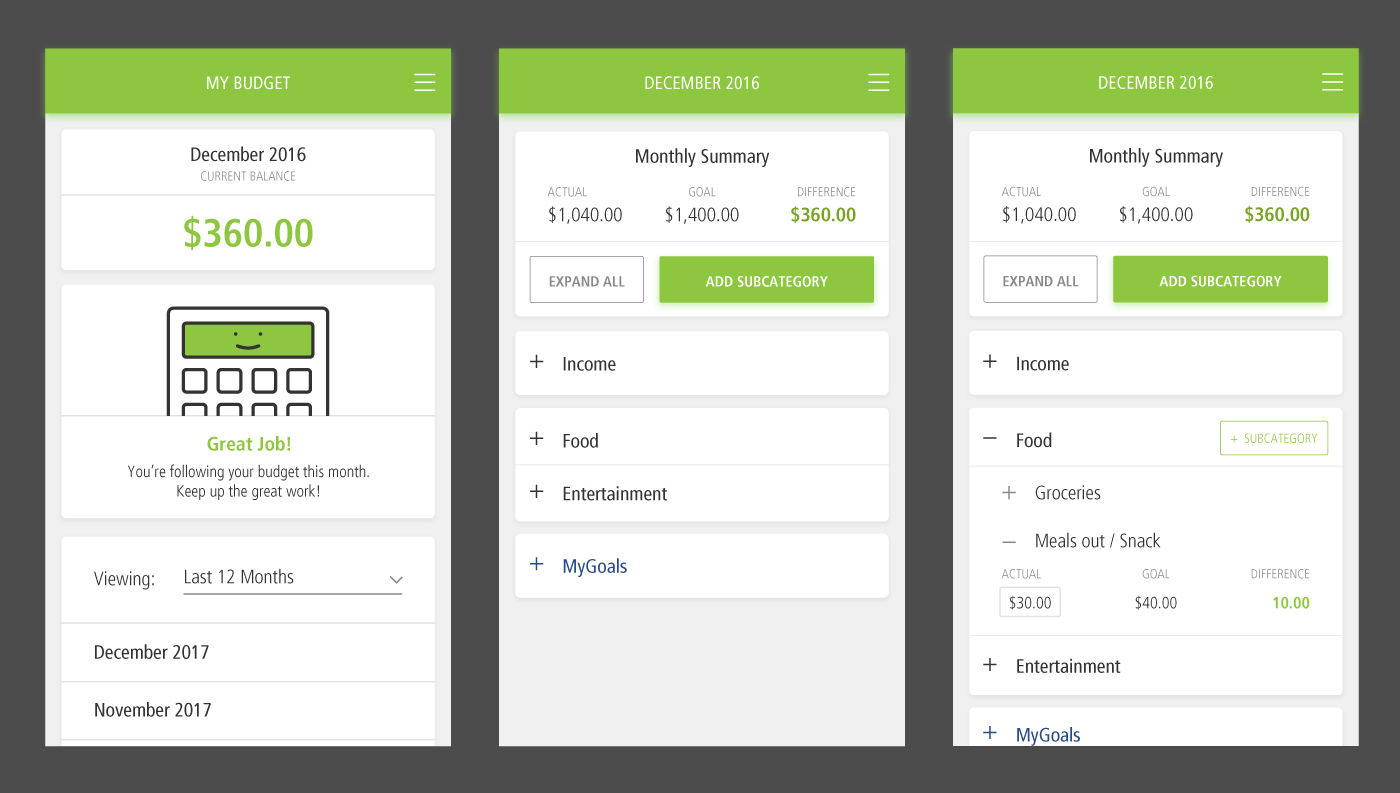 MY BUDGET
December 2016
CURRENT BALANCE
$360.00
Great Job!
You're following your budget this month.
Keep up the great work!
Viewing: Last 12 Months
December 2017
November 2017
DECEMBER 2016
Monthly Summary
ACTUAL GOAL DIFFERENCE
$1,040.00 $1,400.00 $360.00
EXPAND ALL ADD SUBCATEGORY
+ Income
+ Food
+ Entertainment
+ MyGoals
DECEMBER 2016
Monthly Summary
ACTUAL GOAL DIFFERENCE
$1,040.00 $1,400.00 $360.00
EXPAND ALL ADD SUBCATEGORY
+ Income
− Food + SUBCATEGORY
+ Groceries
− Meals out / Snack
ACTUAL GOAL DIFFERENCE
$30.00 $40.00 10.00
+ Entertainment
+ MyGoals